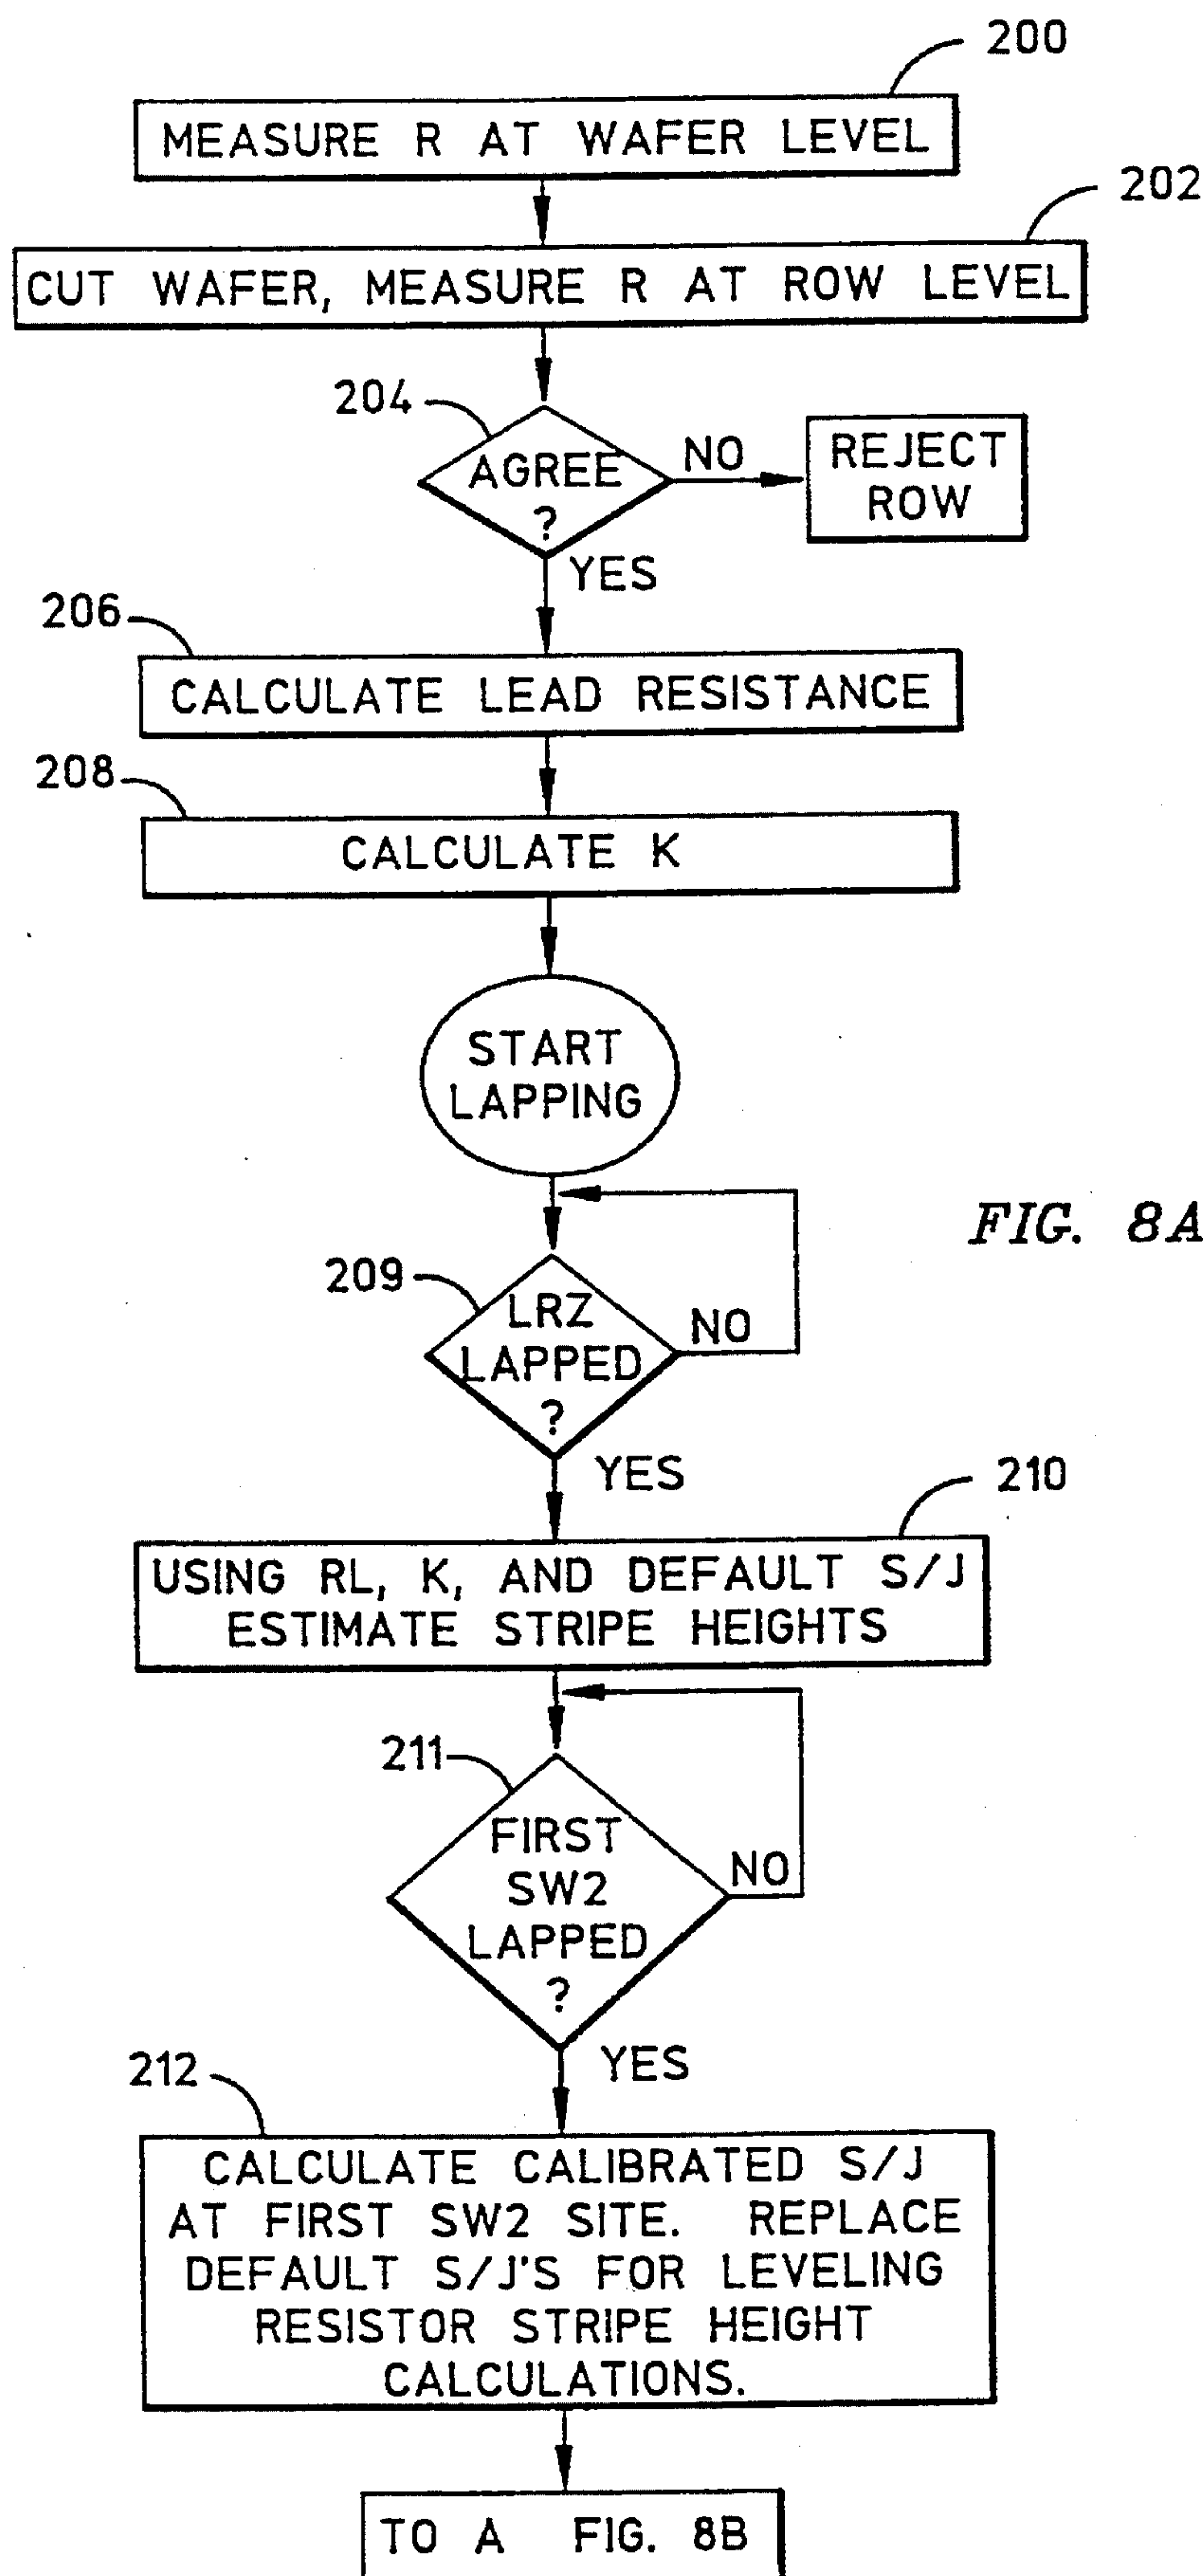 200
MEASURE R AT WAFER LEVEL
202
CUT WAFER, MEASURE R AT ROW LEVEL
204
AGREE
?
NO
REJECT
ROW
YES
206
CALCULATE LEAD RESISTANCE
208
CALCULATE K
START
LAPPING
FIG. 8A
209
LRZ
LAPPED
?
NO
YES
210
USING RL, K, AND DEFAULT S/J
ESTIMATE STRIPE HEIGHTS
211
FIRST
SW2
LAPPED
?
NO
YES
212
CALCULATE CALIBRATED S/J
AT FIRST SW2 SITE. REPLACE
DEFAULT S/J'S FOR LEVELING
RESISTOR STRIPE HEIGHT
CALCULATIONS.
TO A FIG. 8B